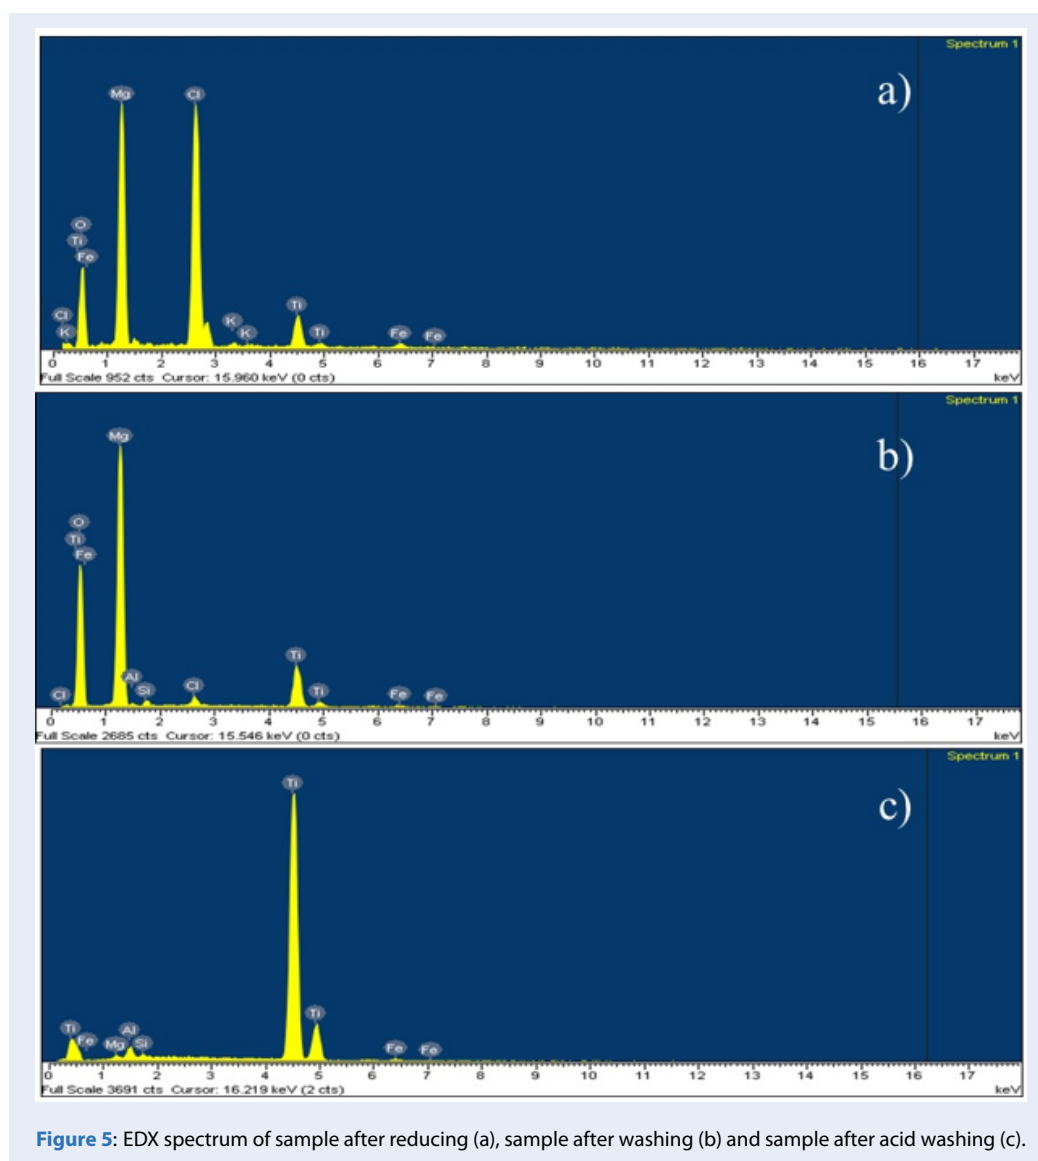 Spectrum 1
a)
Mg Cl
O
Ti
Fe
Cl Ti
K K K Ti Fe Fe
0 1 2 3 4 5 6 7 8 9 10 11 12 13 14 15 16 17
Full Scale 952 cts Cursor: 15.960 keV (0 cts) keV
Spectrum 1
b)
Mg
O
Ti
Fe
Ti
Al
Cl Si Cl Ti Fe Fe
0 1 2 3 4 5 6 7 8 9 10 11 12 13 14 15 16 17
Full Scale 2685 cts Cursor: 15.546 keV (0 cts) keV
Spectrum 1
c)
Ti
Ti
Ti Fe Mg Al Si Fe Fe
0 1 2 3 4 5 6 7 8 9 10 11 12 13 14 15 16 17
Full Scale 3691 cts Cursor: 16.219 keV (2 cts) keV
Figure 5: EDX spectrum of sample after reducing (a), sample after washing (b) and sample after acid washing (c).